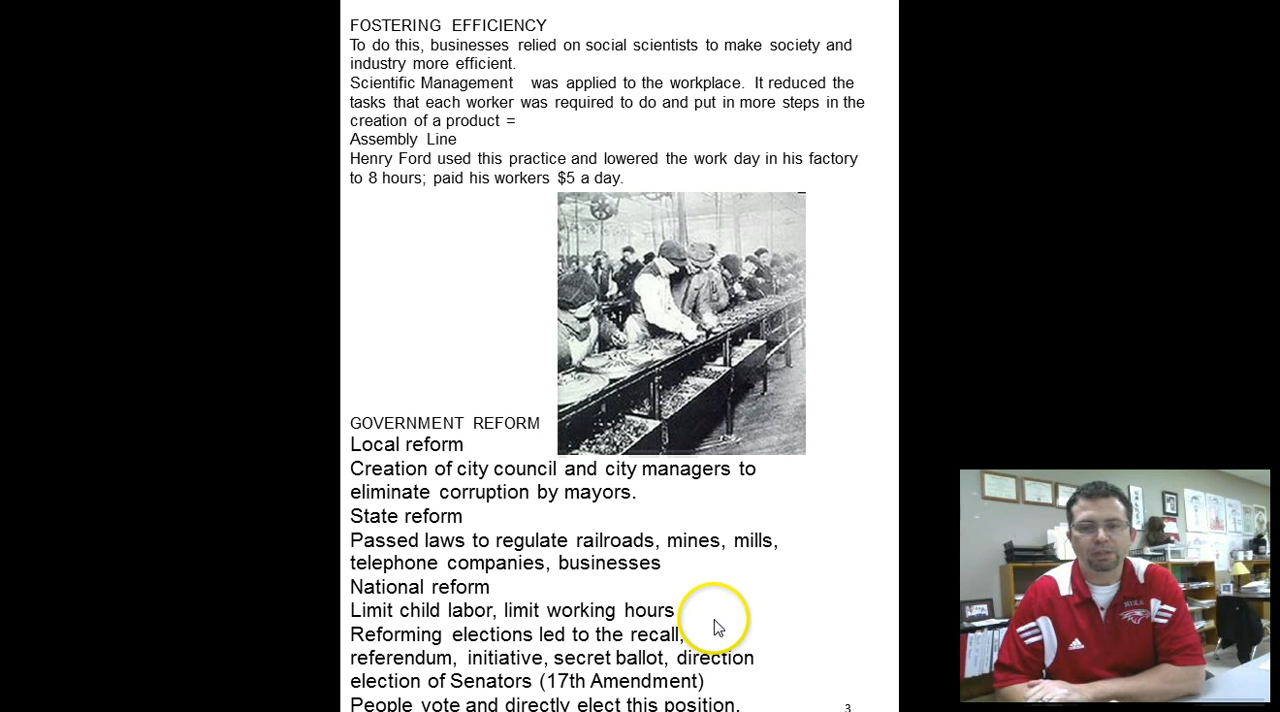 FOSTERING EFFICIENCY
To do this, businesses relied on social scientists to make society and
industry more efficient.
Scientific Management was applied to the workplace. It reduced the
tasks that each worker was required to do and put in more steps in the
creation of a product =
Assembly Line
Henry Ford used this practice and lowered the work day in his factory
to 8 hours; paid his workers $5 a day.
GOVERNMENT REFORM
Local reform
Creation of city council and city managers to
eliminate corruption by mayors.
State reform
Passed laws to regulate railroads, mines, mills,
telephone companies, businesses
National reform
Limit child labor, limit working hours
Reforming elections led to the recall,
referendum, initiative, secret ballot, direction
election of Senators (17th Amendment)
People vote and directly elect this position.
3
NIXA
adidas